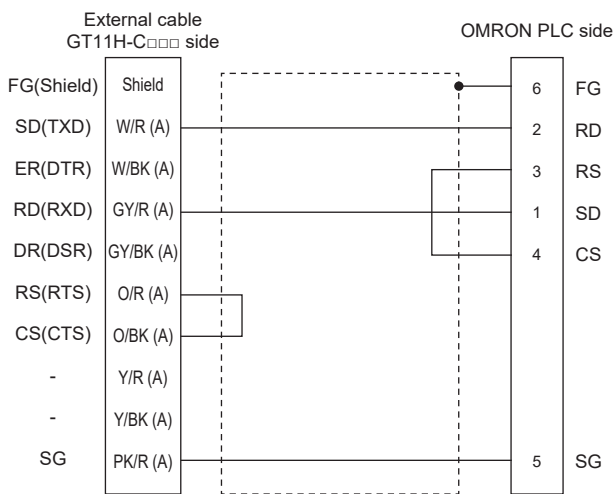 External cable
GT11H-C□□□ side
OMRON PLC side
FG(Shield) Shield 6 FG
SD(TXD) W/R (A) 2 RD
ER(DTR) W/BK (A) 3 RS
RD(RXD) GY/R (A) 1 SD
DR(DSR) GY/BK (A) 4 CS
RS(RTS) O/R (A)
CS(CTS) O/BK (A)
- Y/R (A)
- Y/BK (A)
SG PK/R (A) 5 SG